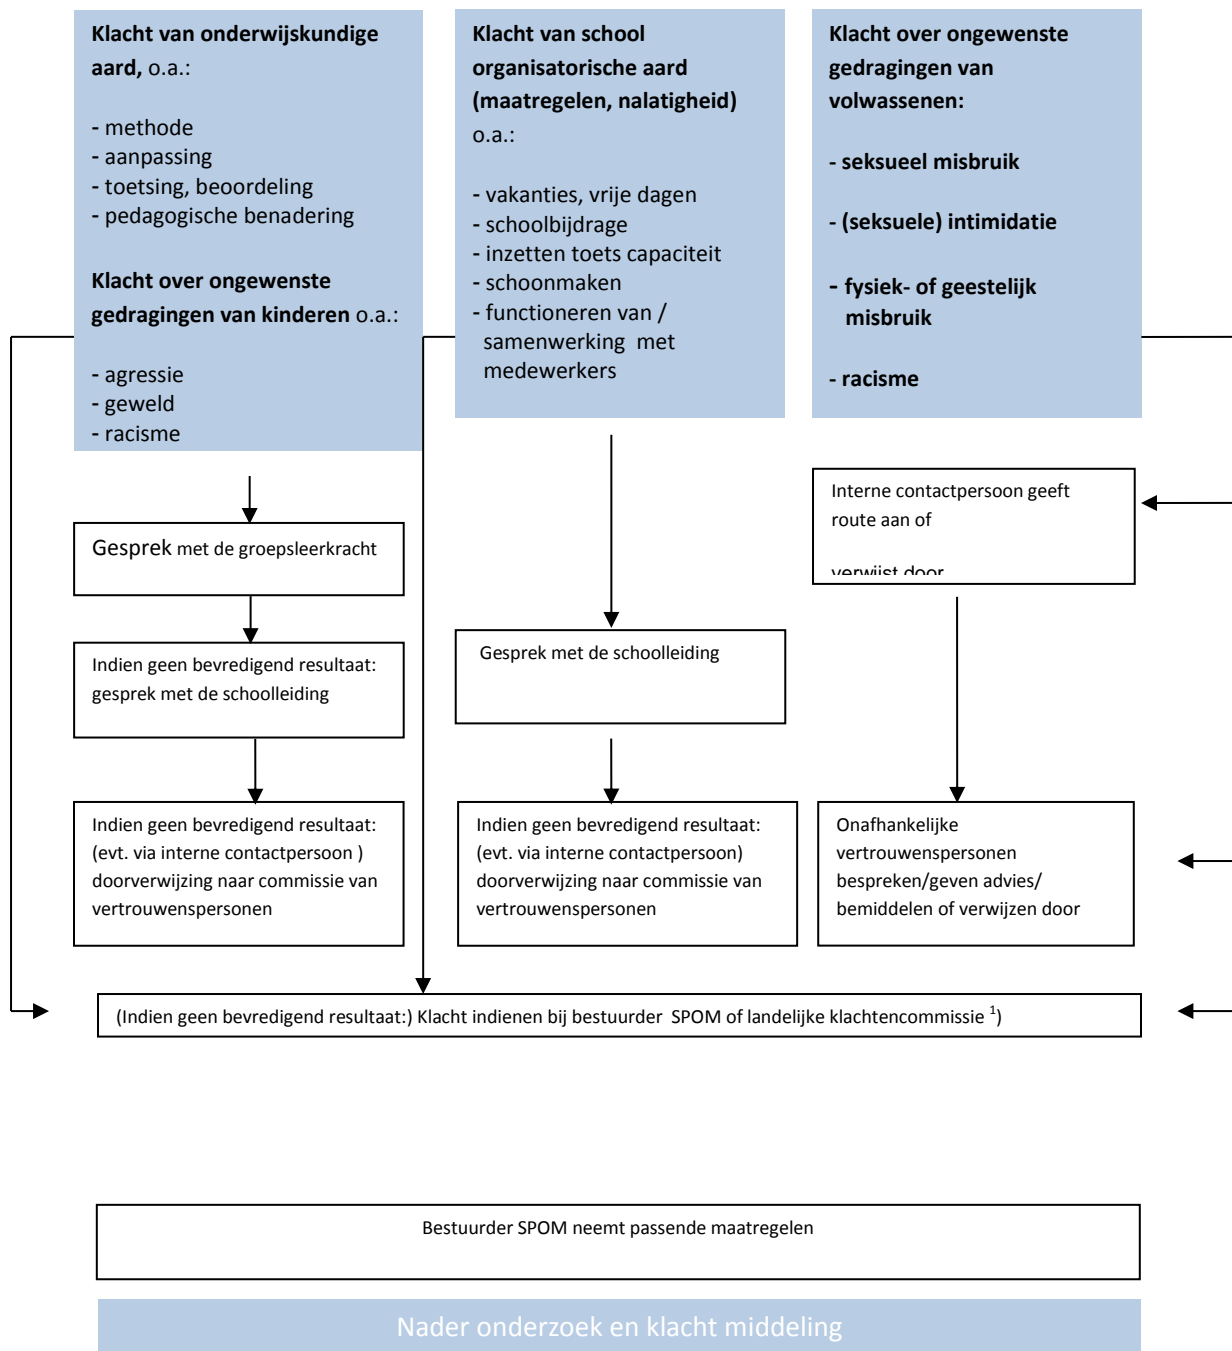 Klacht van onderwijskundige
aard, o.a.:
- methode
- aanpassing
- toetsing, beoordeling
- pedagogische benadering
Klacht over ongewenste
gedragingen van kinderen o.a.:
- agressie
- geweld
- racisme
Klacht van school
organisatorische aard
(maatregelen, nalatigheid)
o.a.:
- vakanties, vrije dagen
- schoolbijdrage
- inzetten toets capaciteit
- schoonmaken
- functioneren van /
samenwerking met
medewerkers
Klacht over ongewenste
gedragingen van
volwassenen:
- seksueel misbruik
- (seksuele) intimidatie
- fysiek- of geestelijk
misbruik
- racisme
Gesprek met de groepsleerkracht
Indien geen bevredigend resultaat:
gesprek met de schoolleiding
Indien geen bevredigend resultaat:
(evt. via interne contactpersoon )
doorverwijzing naar commissie van
vertrouwenspersonen
Gesprek met de schoolleiding
Indien geen bevredigend resultaat:
(evt. via interne contactpersoon)
doorverwijzing naar commissie van
vertrouwenspersonen
Interne contactpersoon geeft
route aan of
verwijst door
Onafhankelijke
vertrouwenspersonen
bespreken/geven advies/
bemiddelen of verwijzen door
(Indien geen bevredigend resultaat:) Klacht indienen bij bestuurder SPOM of landelijke klachtencommissie ¹)
Bestuurder SPOM neemt passende maatregelen
Nader onderzoek en klacht middeling